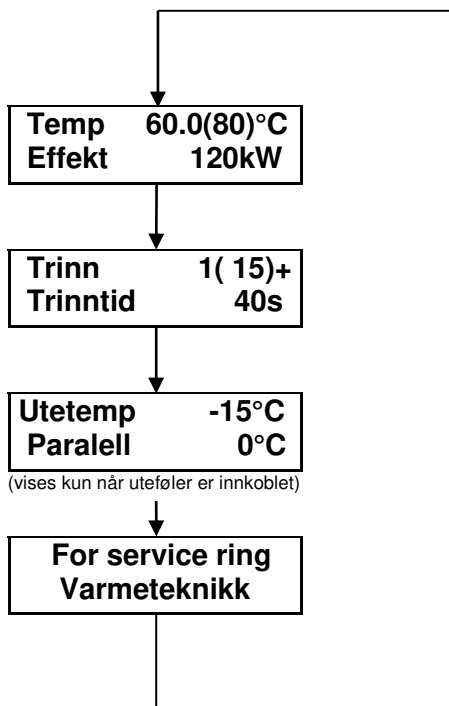 Temp 60.0(80)°C
Effekt 120kW
Trinn 1( 15)+
Trinntid 40s
Utetemp -15°C
Paralell 0°C
(vises kun når uteføler er innkoblet)
For service ring
Varmeteknikk